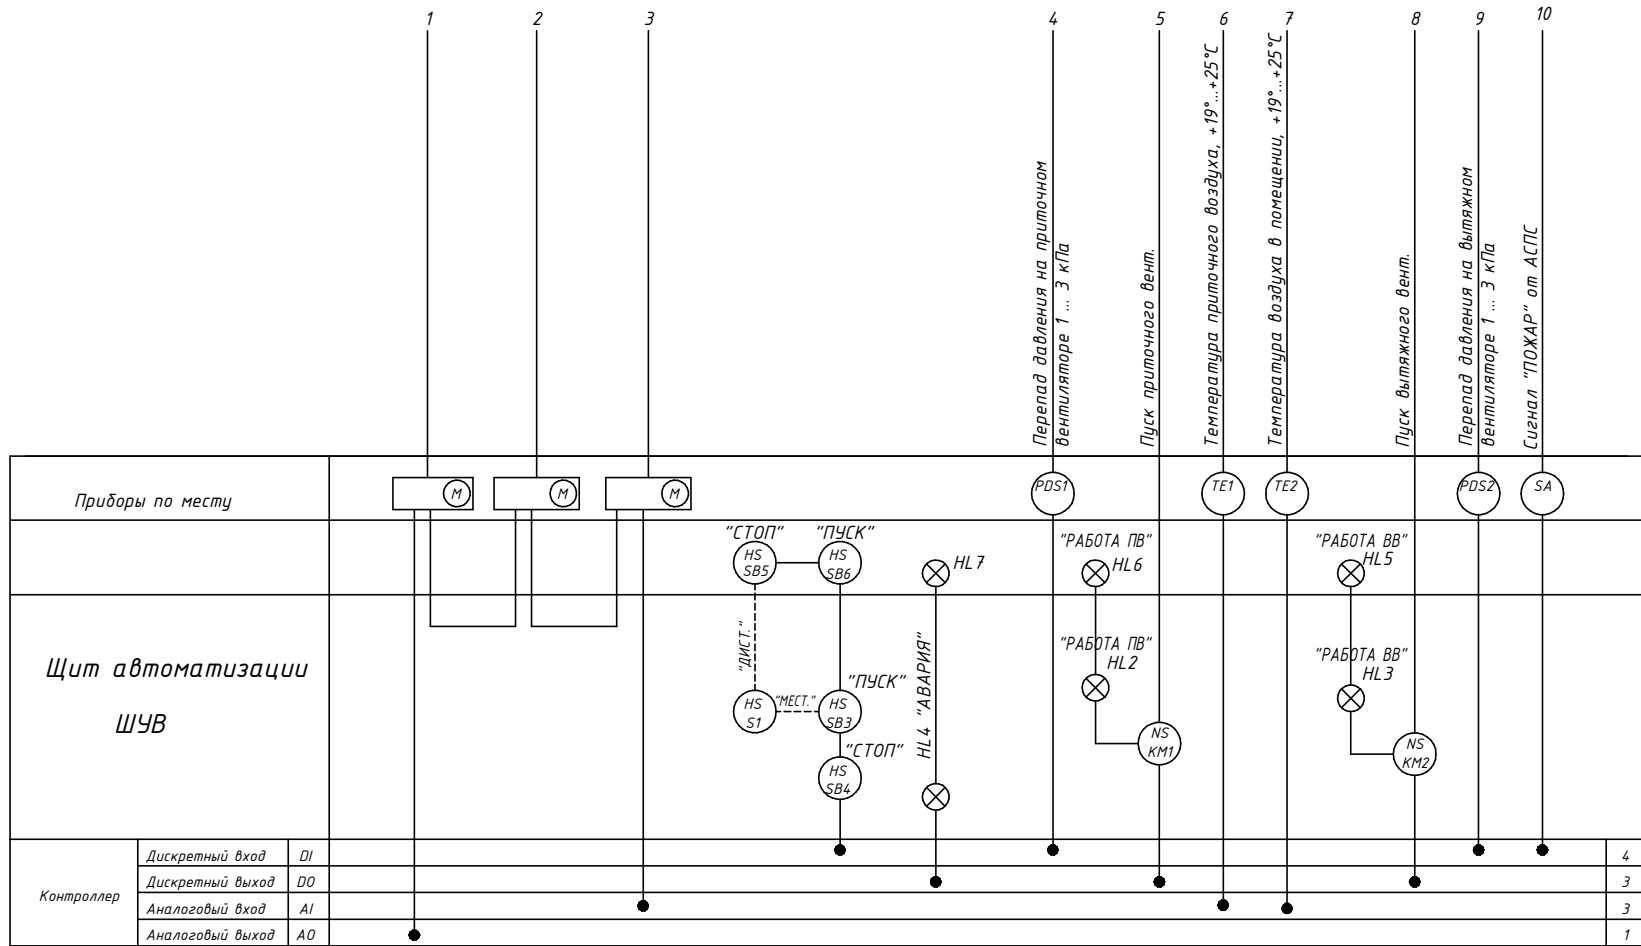 1 2 3 4 5 6 7 8 9 10
Перепад давления на приточном
вентиляторе 1 ... 3 кПа
Пуск приточного вент.
Температура приточного воздуха, +19°...+25°С
Температура воздуха в помещении, +19°...+25°С
Пуск вытяжного вент.
Перепад давления на вытяжном
вентиляторе 1 ... 3 кПа
Сигнал "ПОЖАР" от АСПС
Приборы по месту
M M M PDS1 TE1 TE2 PDS2 SA
"СТОП" "ПУСК"
HS
SB5
HS
SB6
HL7
"РАБОТА ПВ"
HL6
"РАБОТА ВВ"
HL5
Щит автоматизации
ШУВ
"ДИСТ."
HS
S1
"МЕСТ."
"ПУСК"
HS
SB3
"СТОП"
HS
SB4
HL4 "АВАРИЯ"
"РАБОТА ПВ"
HL2
NS
KM1
"РАБОТА ВВ"
HL3
NS
KM2
Контроллер
Дискретный вход DI 4
Дискретный выход DO 3
Аналоговый вход AI 3
Аналоговый выход AO 1